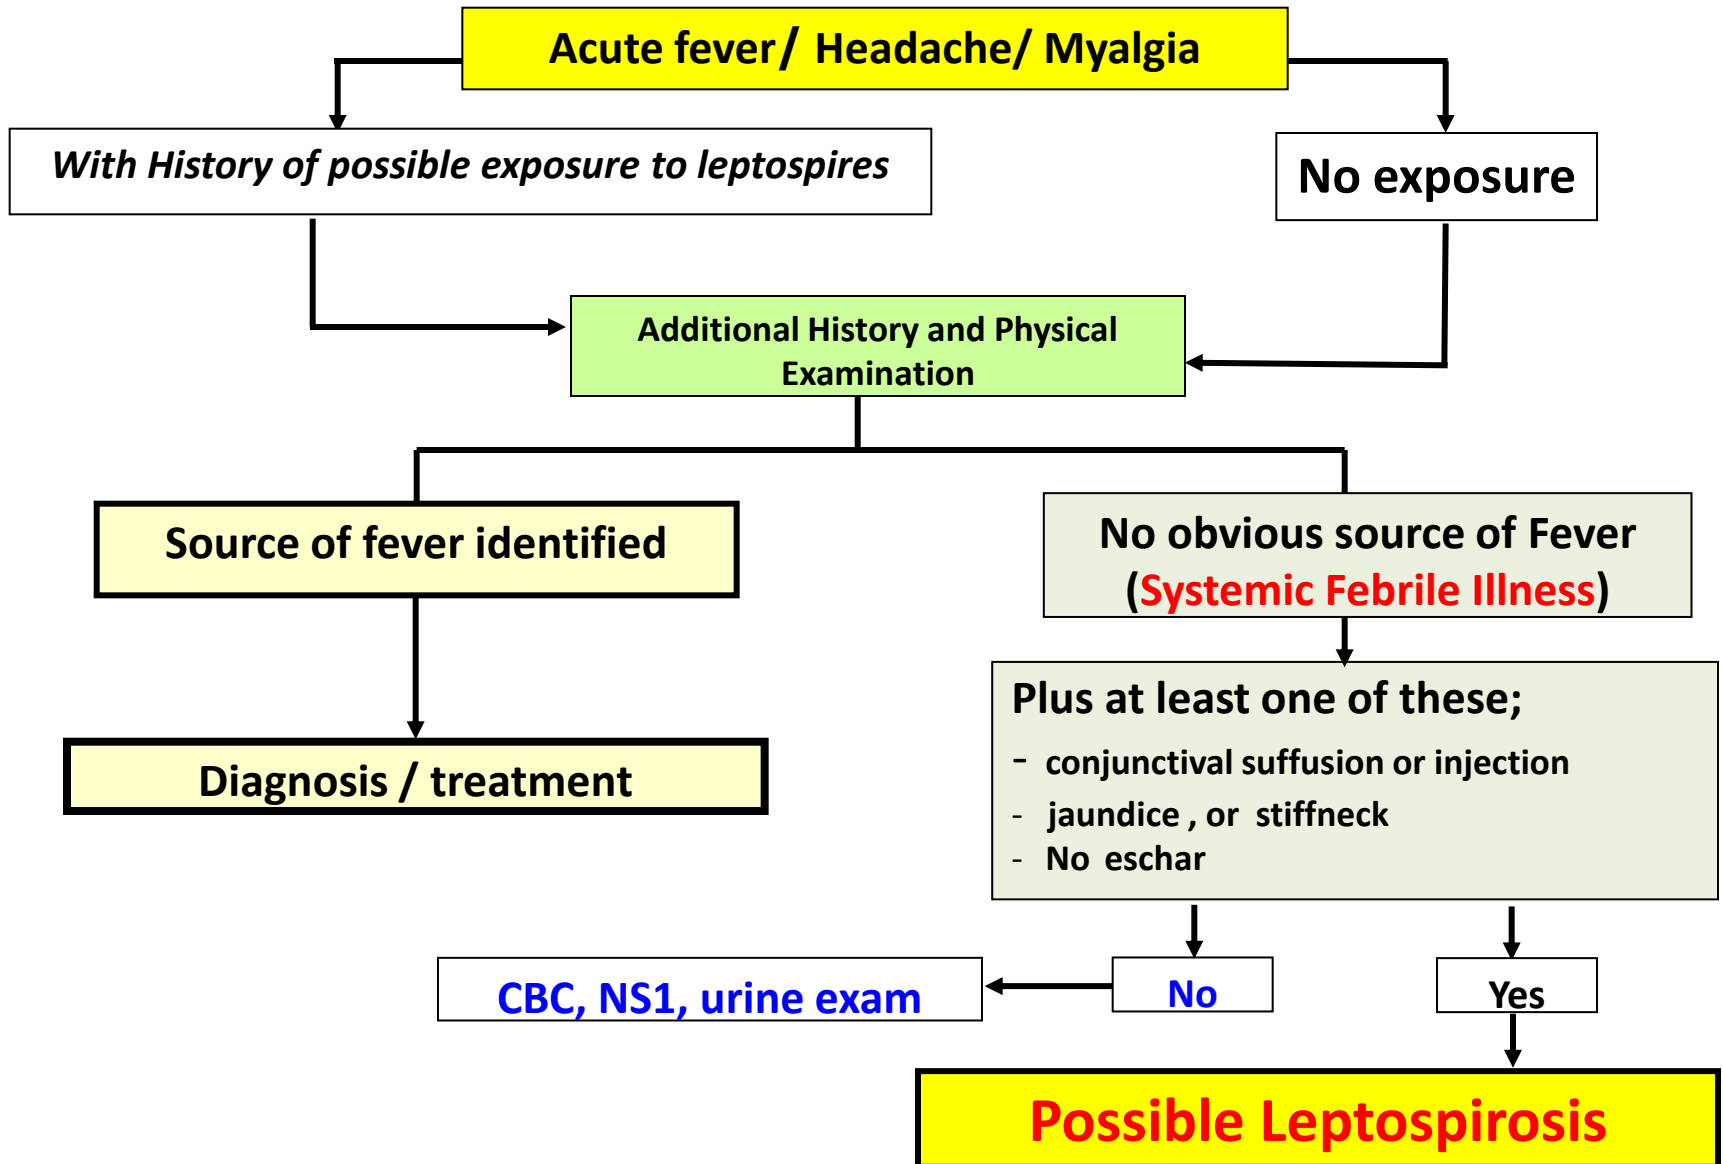 Acute fever/ Headache/ Myalgia
With History of possible exposure to leptospires
No exposure
Additional History and Physical
Examination
Source of fever identified
No obvious source of Fever
(Systemic Febrile Illness)
Plus at least one of these;
- conjunctival suffusion or injection
- jaundice , or stiffneck
- No eschar
Diagnosis / treatment
CBC, NS1, urine exam
No
Yes
Possible Leptospirosis